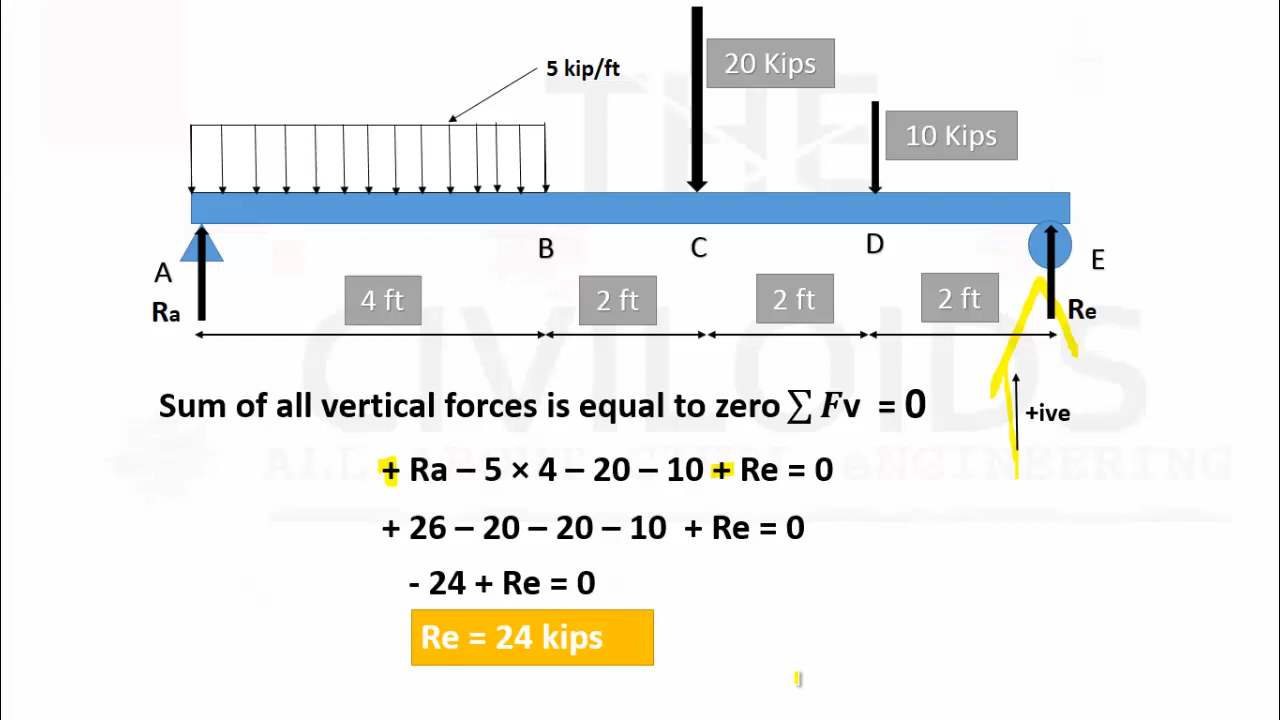 5 kip/ft
20 Kips
10 Kips
A
B
C
D
E
Ra
4 ft
2 ft
2 ft
2 ft
Re
Sum of all vertical forces is equal to zero ∑ Fv = 0
+ive
+ Ra – 5 × 4 – 20 – 10 + Re = 0
+ 26 – 20 – 20 – 10 + Re = 0
- 24 + Re = 0
Re = 24 kips
THE
CIVILOIDS